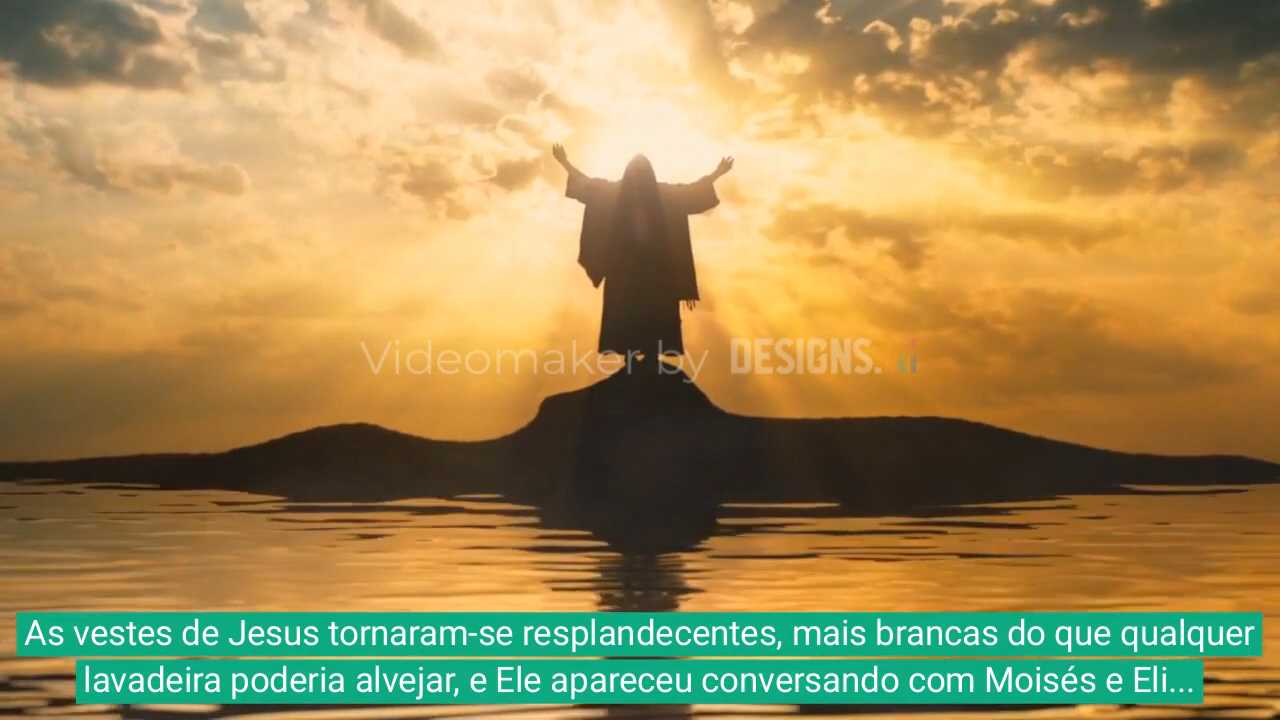 Videomaker by DESIGNS.
As vestes de Jesus tornaram-se resplandecentes, mais brancas do que qualquer
lavadeira poderia alvejar, e Ele apareceu conversando com Moisés e Eli...